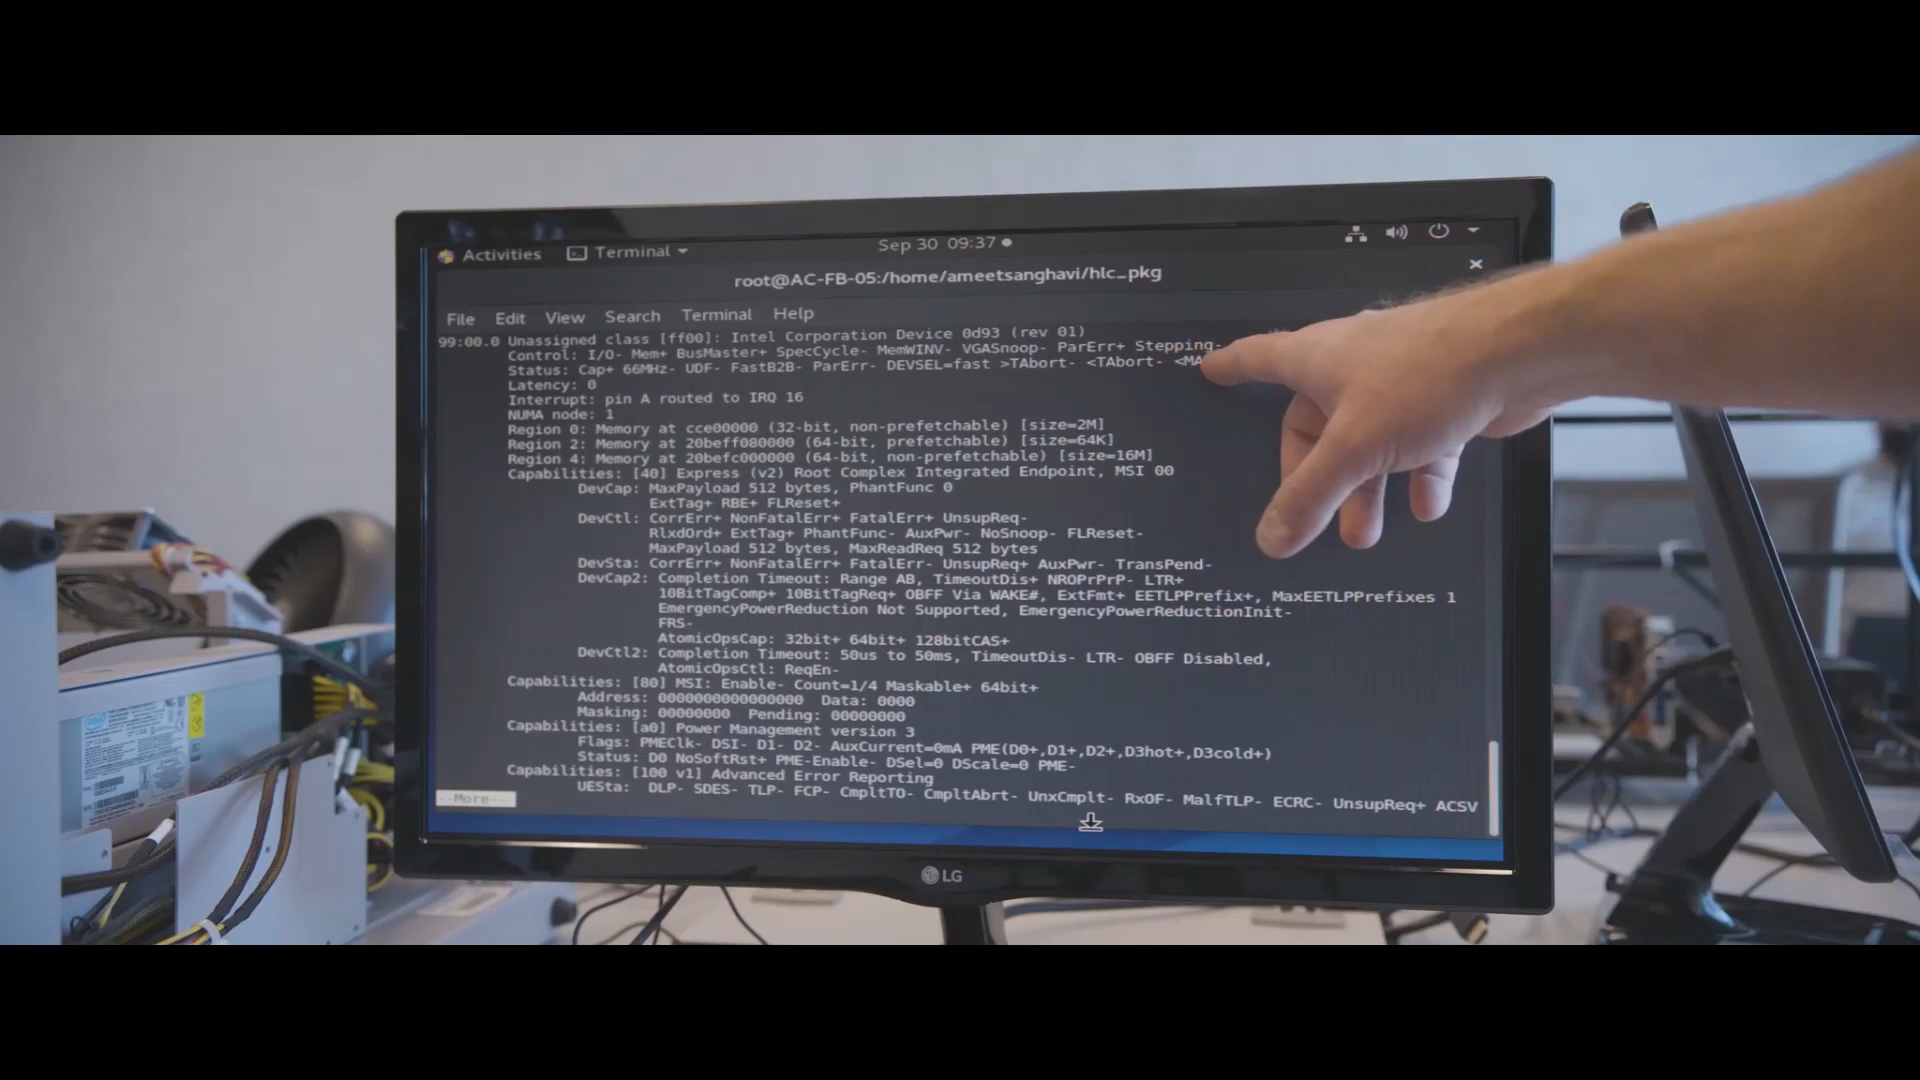 Activities Terminal Sep 30 09:37
root@AC-FB-05:/home/ameetsanghavi/hlc_pkg
File Edit View Search Terminal Help
99:00.0 Unassigned class [ff00]: Intel Corporation Device 0d93 (rev 01)
Control: I/O- Mem+ BusMaster+ SpecCycle- MemWINV- VGASnoop- ParErr+ Stepping-
Status: Cap+ 66MHz- UDF- FastB2B- ParErr- DEVSEL=fast >TAbort- <TAbort- <MA
Latency: 0
Interrupt: pin A routed to IRQ 16
NUMA node: 1
Region 0: Memory at cce00000 (32-bit, non-prefetchable) [size=2M]
Region 2: Memory at 20beff080000 (64-bit, prefetchable) [size=64K]
Region 4: Memory at 20befc000000 (64-bit, non-prefetchable) [size=16M]
Capabilities: [40] Express (v2) Root Complex Integrated Endpoint, MSI 00
DevCap: MaxPayload 512 bytes, PhantFunc 0
ExtTag+ RBE+ FLReset+
DevCtl: CorrErr+ NonFatalErr+ FatalErr+ UnsupReq-
RlxdOrd+ ExtTag+ PhantFunc- AuxPwr- NoSnoop- FLReset-
MaxPayload 512 bytes, MaxReadReq 512 bytes
DevSta: CorrErr+ NonFatalErr+ FatalErr- UnsupReq+ AuxPwr- TransPend-
DevCap2: Completion Timeout: Range AB, TimeoutDis+ NROPrPrP- LTR+
10BitTagComp+ 10BitTagReq+ OBFF Via WAKE#, ExtFmt+ EETLPPrefix+, MaxEETLPPrefixes 1
EmergencyPowerReduction Not Supported, EmergencyPowerReductionInit-
FRS-
AtomicOpsCap: 32bit+ 64bit+ 128bitCAS+
DevCtl2: Completion Timeout: 50us to 50ms, TimeoutDis- LTR- OBFF Disabled,
AtomicOpsCtl: ReqEn-
Capabilities: [80] MSI: Enable- Count=1/4 Maskable+ 64bit+
Address: 0000000000000000 Data: 0000
Masking: 00000000 Pending: 00000000
Capabilities: [a0] Power Management version 3
Flags: PMEClk- DSI- D1- D2- AuxCurrent=0mA PME(D0+,D1+,D2+,D3hot+,D3cold+)
Status: D0 NoSoftRst+ PME-Enable- DSel=0 DScale=0 PME-
Capabilities: [100 v1] Advanced Error Reporting
UESta: DLP- SDES- TLP- FCP- CmpltTO- CmpltAbrt- UnxCmplt- RxOF- MalfTLP- ECRC- UnsupReq+ ACSV
--More--
LG